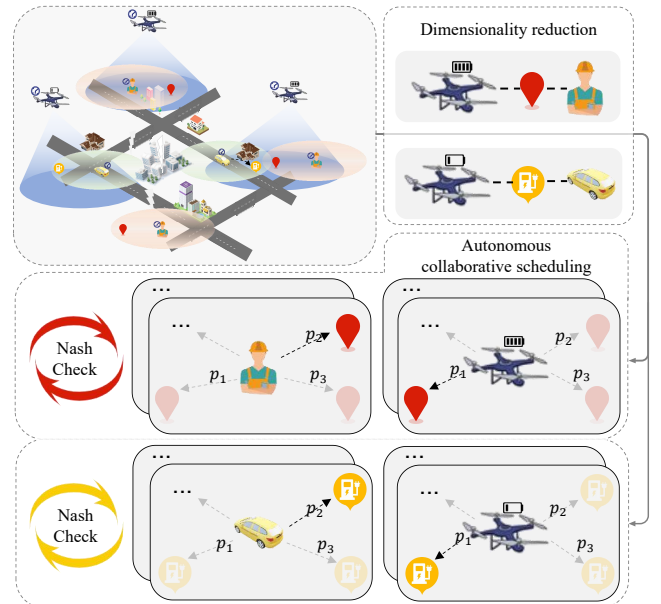 Dimensionality reduction
Autonomous
collaborative scheduling
...
...
Nash
Check
...
p₂
p₁
p₃
...
p₂
p₁
p₃
...
...
Nash
Check
...
p₂
p₁
p₃
...
p₂
p₁
p₃